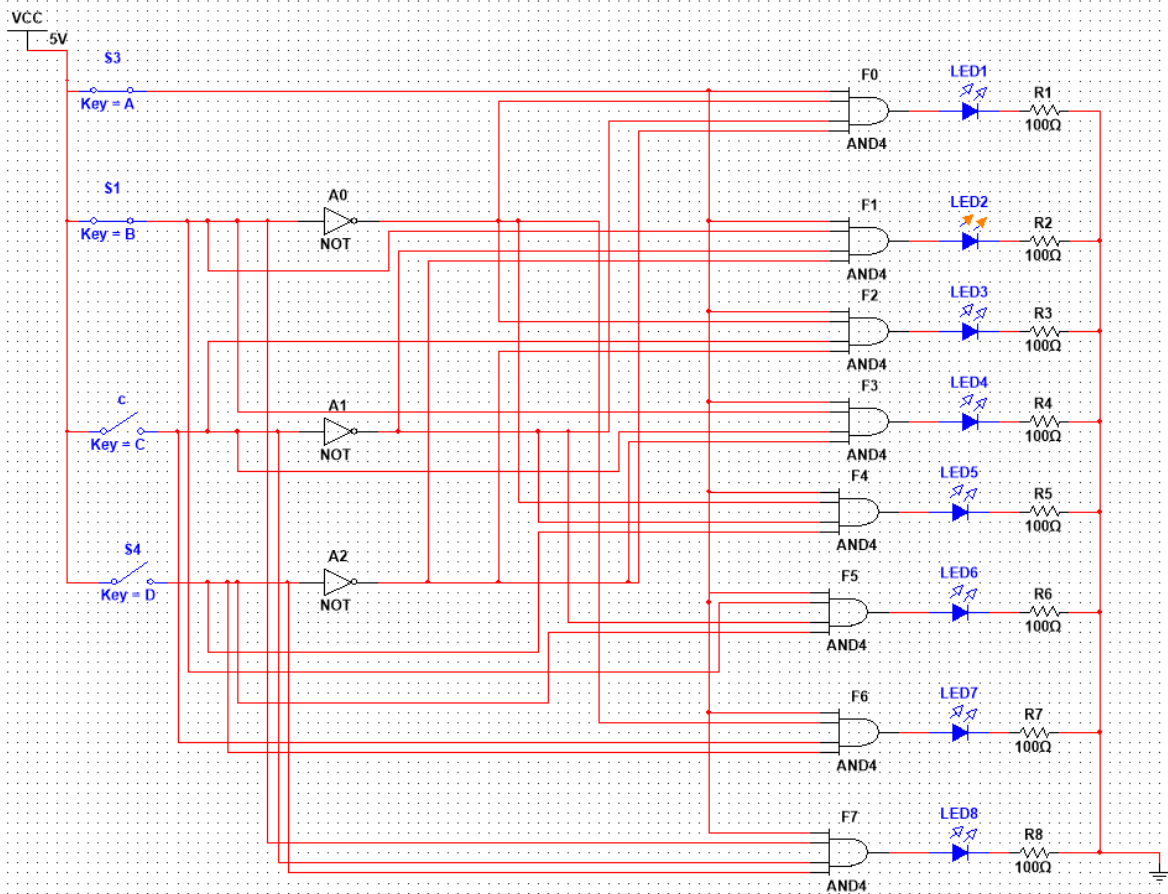 VCC
5V
S3
Key = A
F0
AND4
LED1
R1
100Ω
S1
Key = B
A0
NOT
F1
AND4
LED2
R2
100Ω
F2
AND4
LED3
R3
100Ω
c
Key = C
A1
NOT
F3
AND4
LED4
R4
100Ω
F4
AND4
LED5
R5
100Ω
S4
Key = D
A2
NOT
F5
AND4
LED6
R6
100Ω
F6
AND4
LED7
R7
100Ω
F7
AND4
LED8
R8
100Ω